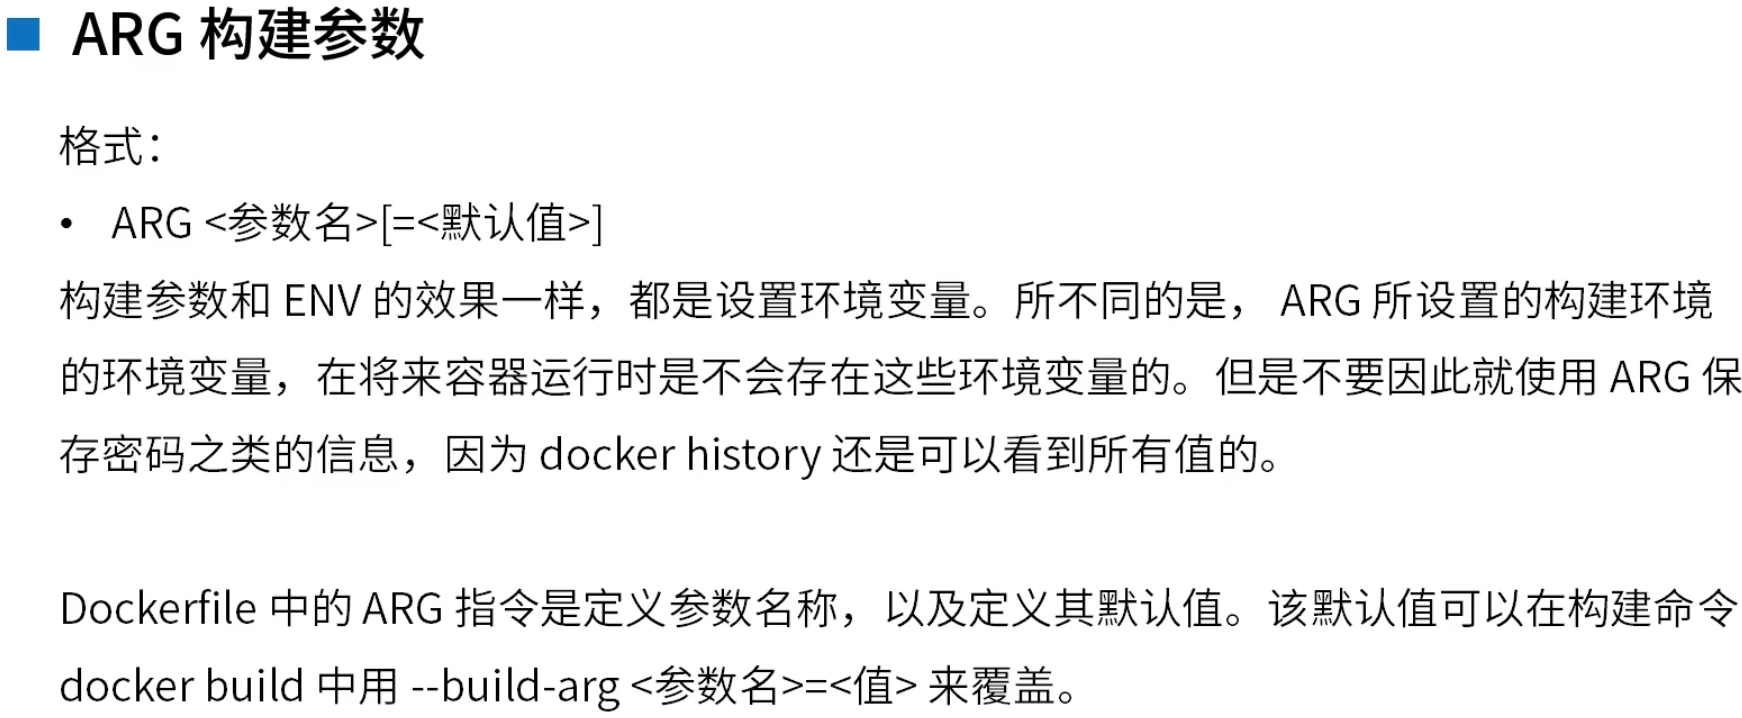 ARG 构建参数
格式：
• ARG <参数名>[=<默认值>]
构建参数和 ENV 的效果一样，都是设置环境变量。所不同的是， ARG 所设置的构建环境
的环境变量，在将来容器运行时是不会存在这些环境变量的。但是不要因此就使用 ARG 保
存密码之类的信息，因为 docker history 还是可以看到所有值的。
Dockerfile 中的 ARG 指令是定义参数名称，以及定义其默认值。该默认值可以在构建命令
docker build 中用 --build-arg <参数名>=<值> 来覆盖。